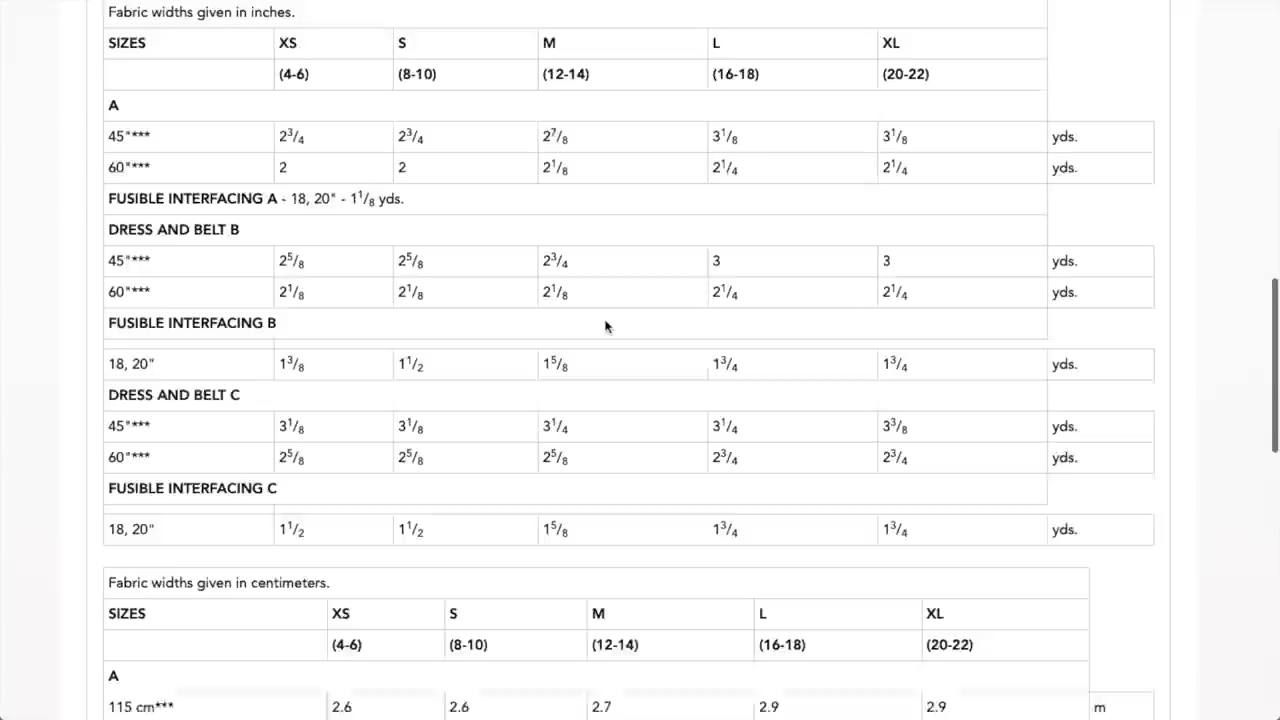 Fabric widths given in inches.
SIZES XS S M L XL
(4-6) (8-10) (12-14) (16-18) (20-22)
A
45"*** 2 3/4 2 3/4 2 7/8 3 1/8 3 1/8 yds.
60"*** 2 2 2 1/8 2 1/4 2 1/4 yds.
FUSIBLE INTERFACING A - 18, 20" - 1 1/8 yds.
DRESS AND BELT B
45"*** 2 5/8 2 5/8 2 3/4 3 3 yds.
60"*** 2 1/8 2 1/8 2 1/8 2 1/4 2 1/4 yds.
FUSIBLE INTERFACING B
18, 20" 1 3/8 1 1/2 1 5/8 1 3/4 1 3/4 yds.
DRESS AND BELT C
45"*** 3 1/8 3 1/8 3 1/4 3 1/4 3 3/8 yds.
60"*** 2 5/8 2 5/8 2 5/8 2 3/4 2 3/4 yds.
FUSIBLE INTERFACING C
18, 20" 1 1/2 1 1/2 1 5/8 1 3/4 1 3/4 yds.
Fabric widths given in centimeters.
SIZES XS S M L XL
(4-6) (8-10) (12-14) (16-18) (20-22)
A
115 cm*** 2.6 2.6 2.7 2.9 2.9 m